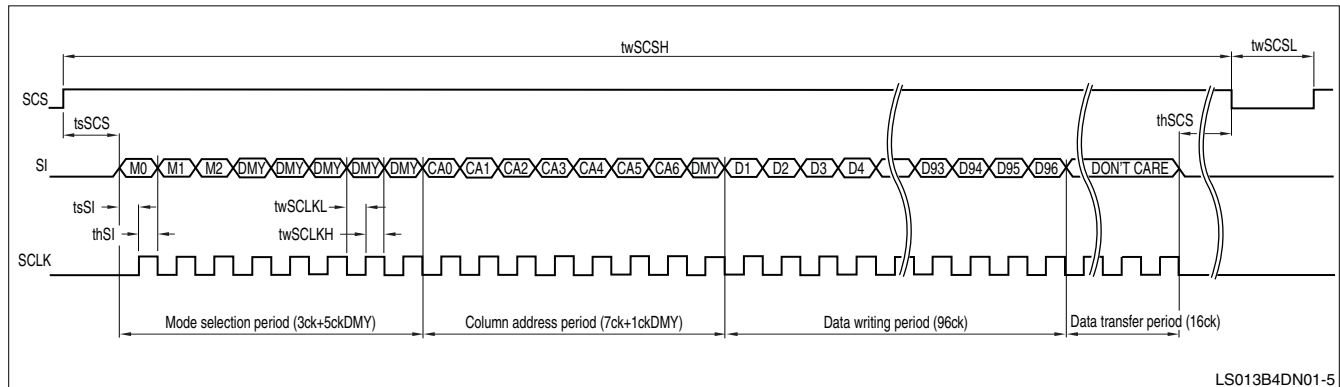 twSCSH twSCSL
SCS
tsSCS thSCS
SI M0 M1 M2 DMY DMY DMY DMY DMY CA0 CA1 CA2 CA3 CA4 CA5 CA6 DMY D1 D2 D3 D4 D93 D94 D95 D96 DON'T CARE
tsSI twSCLKL
thSI twSCLKH
SCLK
Mode selection period (3ck+5ckDMY) Column address period (7ck+1ckDMY) Data writing period (96ck) Data transfer period (16ck)
LS013B4DN01-5